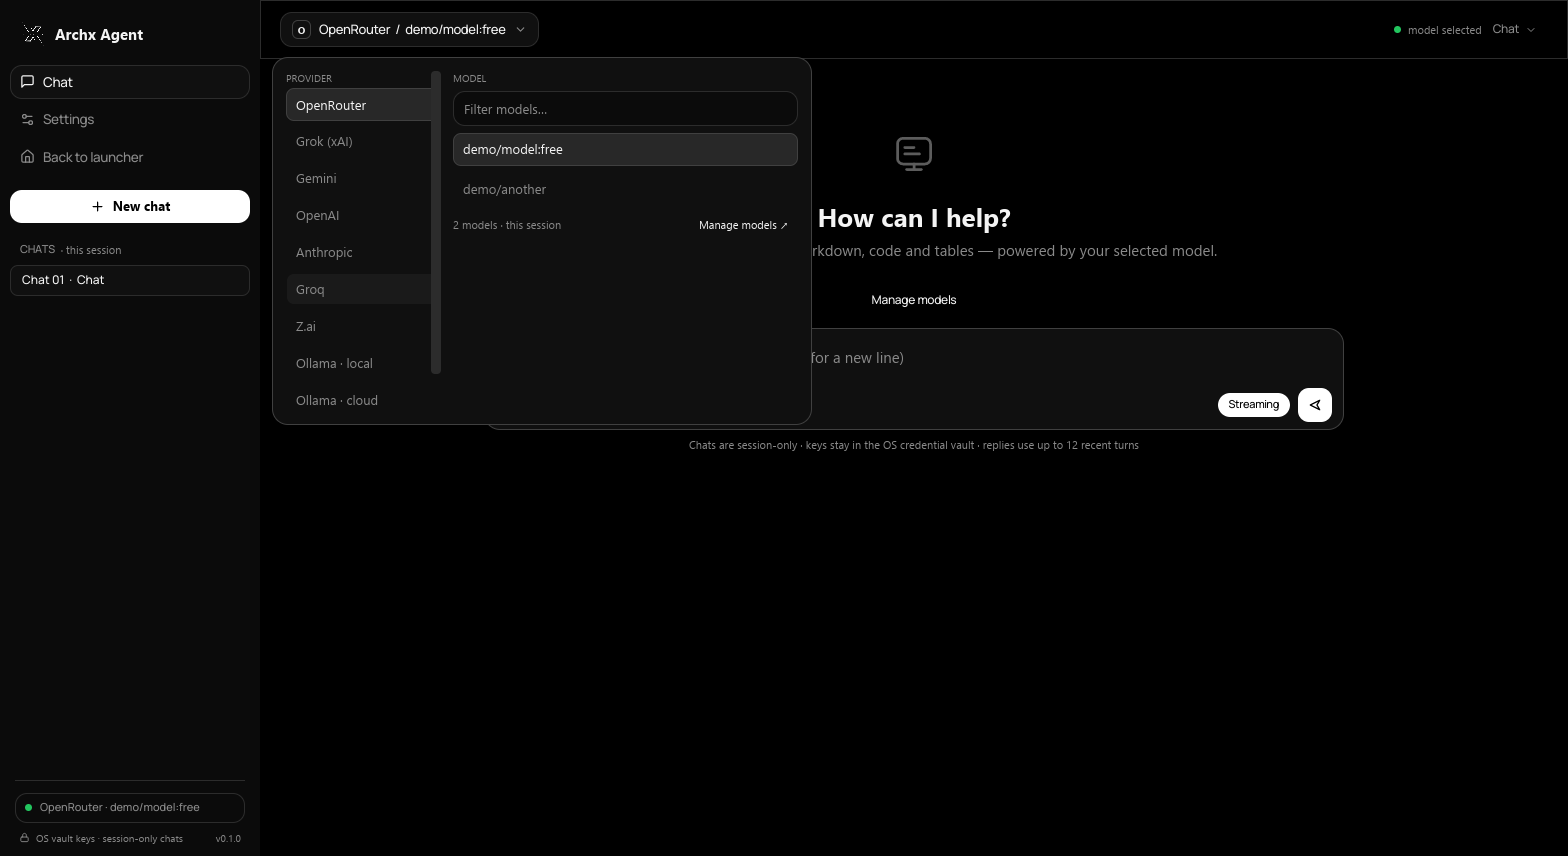 Archx Agent
Chat
Settings
Back to launcher
New chat
CHATS · this session
Chat 01 · Chat
OpenRouter · demo/model:free
OS vault keys · session-only chats v0.1.0
O OpenRouter / demo/model:free
model selected Chat
PROVIDER
OpenRouter
Grok (xAI)
Gemini
OpenAI
Anthropic
Groq
Z.ai
Ollama · local
Ollama · cloud
MODEL
Filter models...
demo/model:free
demo/another
2 models · this session Manage models ↗
How can I help?
rkdown, code and tables — powered by your selected model.
Manage models
for a new line)
Streaming
Chats are session-only · keys stay in the OS credential vault · replies use up to 12 recent turns